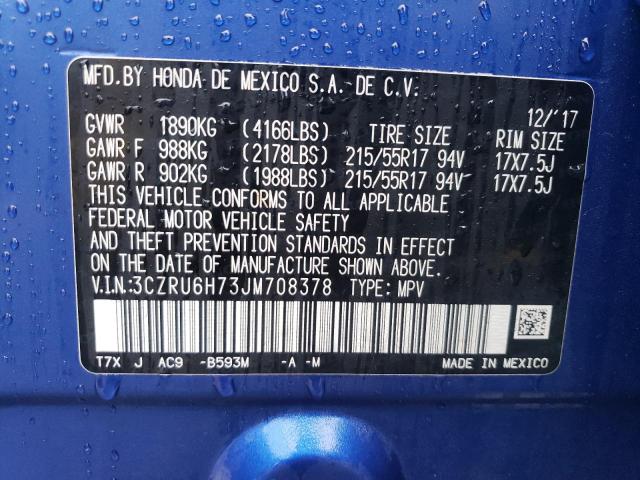 MFD.BY HONDA DE MEXICO S.A. DE C.V.
12/'17
GVWR 1890KG (4166LBS) TIRE SIZE RIM SIZE
GAWR F 988KG (2178LBS) 215/55R17 94V 17X7.5J
GAWR R 902KG (1988LBS) 215/55R17 94V 17X7.5J
THIS VEHICLE CONFORMS TO ALL APPLICABLE
FEDERAL MOTOR VEHICLE SAFETY
AND THEFT PREVENTION STANDARDS IN EFFECT
ON THE DATE OF MANUFACTURE SHOWN ABOVE.
V.I.N:3CZRU6H73JM708378 TYPE: MPV
T7X J AC9 -B593M -A -M MADE IN MEXICO